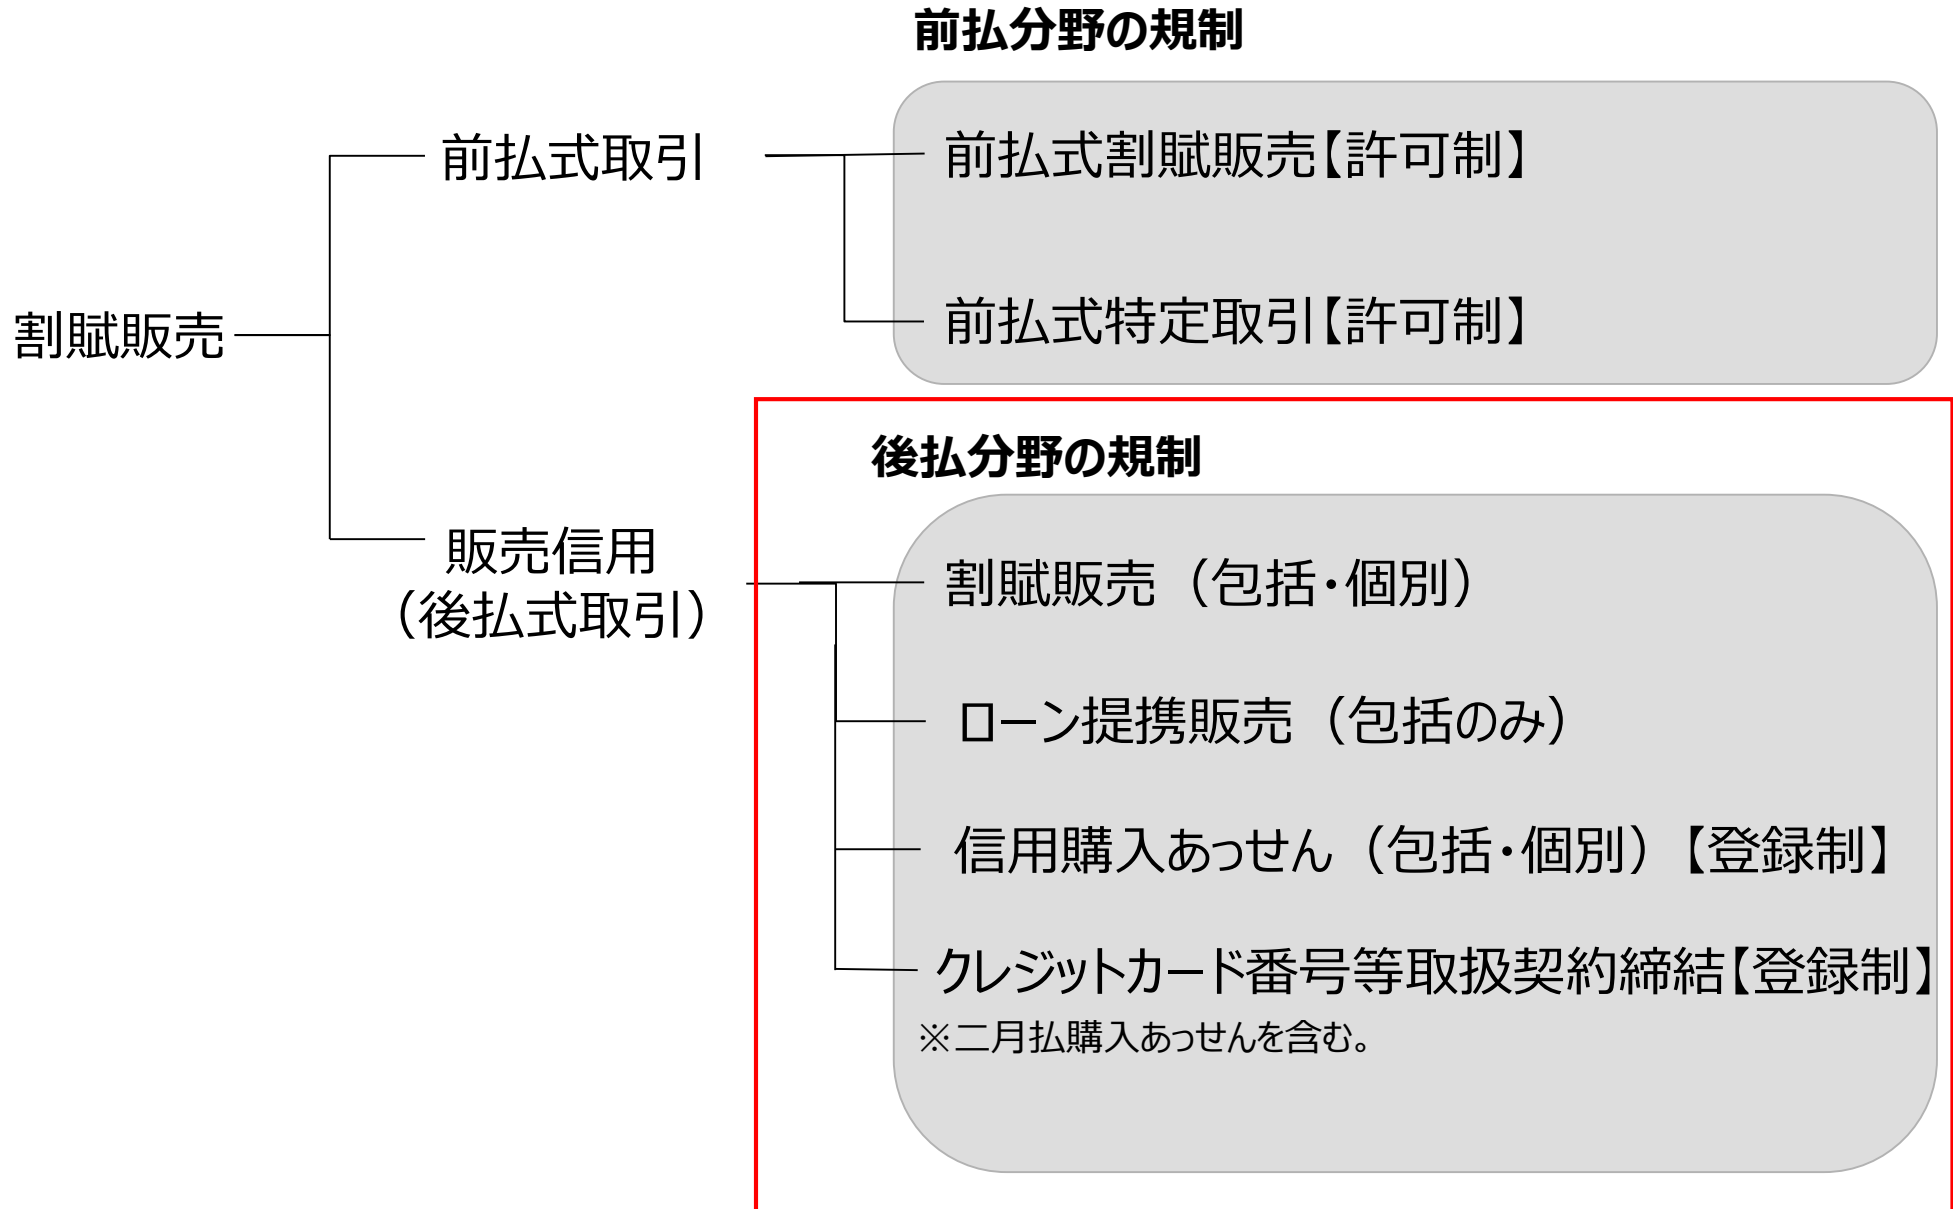 前払分野の規制
前払式取引
前払式割賦販売【許可制】
前払式特定取引【許可制】
割賦販売
後払分野の規制
販売信用
（後払式取引）
割賦販売（包括・個別）
ローン提携販売（包括のみ）
信用購入あっせん（包括・個別）【登録制】
クレジットカード番号等取扱契約締結【登録制】
※二月払購入あっせんを含む。